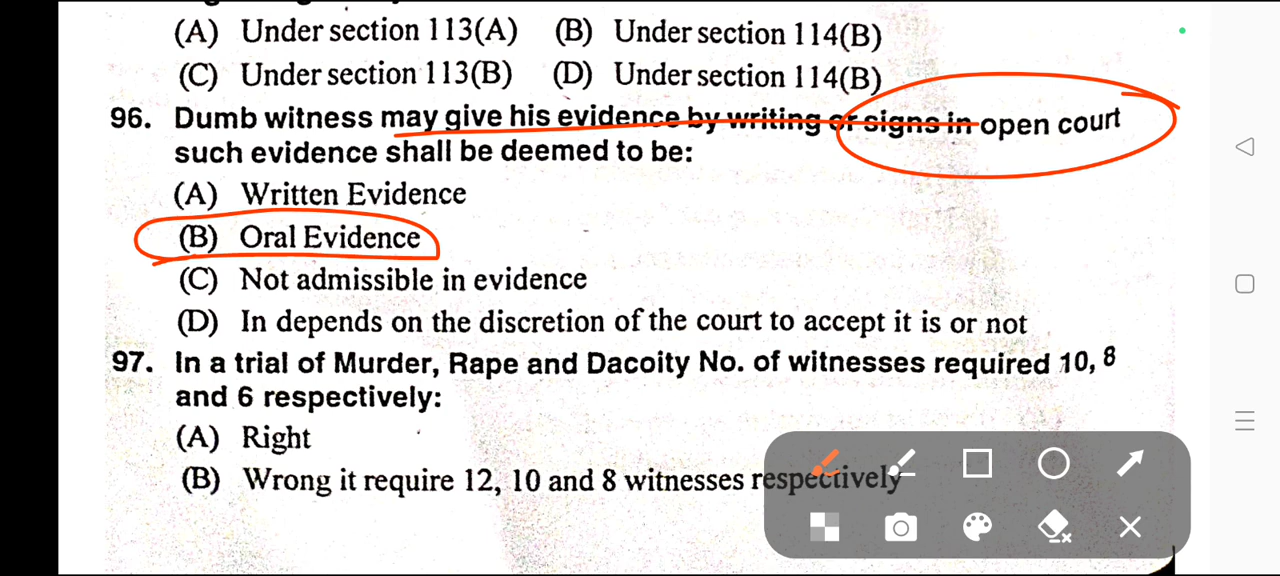 (A) Under section 113(A) (B) Under section 114(B)
(C) Under section 113(B) (D) Under section 114(B)
96. Dumb witness may give his evidence by writing or signs in open court
such evidence shall be deemed to be:
(A) Written Evidence
(B) Oral Evidence
(C) Not admissible in evidence
(D) In depends on the discretion of the court to accept it is or not
97. In a trial of Murder, Rape and Dacoity No. of witnesses required 10, 8
and 6 respectively:
(A) Right
(B) Wrong it require 12, 10 and 8 witnesses respectively